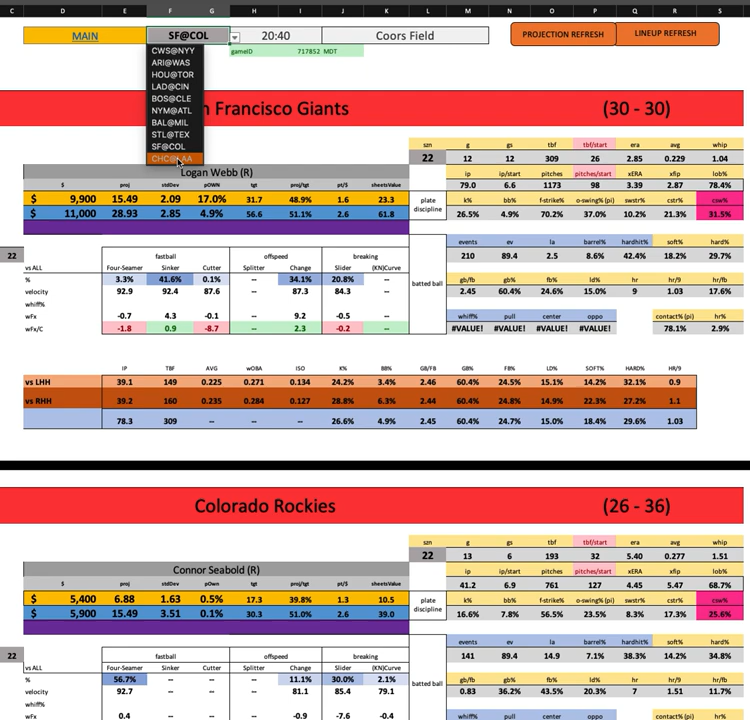 C D E F G H I J K L M N O P Q R S
MAIN SF@COL 20:40 Coors Field PROJECTION REFRESH LINEUP REFRESH
gameID 717852 MDT
CWS@NYY
ARI@WAS
HOU@TOR
LAD@CIN
BOS@CLE
NYM@ATL
BAL@MIL
STL@TEX
SF@COL
n Francisco Giants (30 - 30)
szn g gs tbf tbf/start era avg whip
22 12 12 309 26 2.85 0.229 1.04
Logan Webb (R) ip ip/start pitches pitches/start xERA xfip lob%
$ proj stdDev pOWN tgt proj/tgt pt/$ sheetsValue 79.0 6.6 1173 98 3.39 2.87 78.4%
$ 9,900 15.49 2.09 17.0% 31.7 48.9% 1.6 23.3 plate discipline k% bb% f-strike% o-swing% (pi) swstr% cstr% csw%
$ 11,000 28.93 2.85 4.9% 56.6 51.1% 2.6 61.8 26.5% 4.9% 70.2% 37.0% 10.2% 21.3% 31.5%
events ev la barrel% hardhit% soft% hard%
22 fastball offspeed breaking batted ball 210 89.4 2.5 8.6% 42.4% 18.2% 29.7%
vs ALL Four-Seamer Sinker Cutter Splitter Change Slider (KN)Curve
% 3.3% 41.6% 0.1% -- 34.1% 20.8% -- gb/fb gb% fb% ld% hr hr/9 hr/fb
velocity 92.9 92.4 87.6 -- 87.3 84.3 -- 2.45 60.4% 24.6% 15.0% 9 1.03 17.6%
whiff%
wFx -0.7 4.3 -0.1 9.2 -0.5 whiff% pull center oppo contact% (pi) hr%
wFx/C -1.8 0.9 -8.7 -- 2.3 -0.2 -- #VALUE! #VALUE! #VALUE! #VALUE! 78.1% 2.9%
IP TBF AVG wOBA ISO K% BB% GB/FB GB% FB% LD% SOFT% HARD% HR/9
vs LHH 39.1 149 0.225 0.271 0.134 24.2% 3.4% 2.46 60.4% 24.5% 15.1% 14.2% 32.1% 0.9
vs RHH 39.2 160 0.235 0.284 0.127 28.8% 6.3% 2.44 60.4% 24.8% 14.9% 22.3% 27.2% 1.1
78.3 309 -- -- -- 26.6% 4.9% 2.45 60.4% 24.7% 15.0% 18.4% 29.6% 1.03
Colorado Rockies (26 - 36)
szn g gs tbf tbf/start era avg whip
22 13 6 193 32 5.40 0.277 1.51
Connor Seabold (R) ip ip/start pitches pitches/start xERA xfip lob%
$ proj stdDev pOwn tgt proj/tgt pt/$ sheetsValue 41.2 6.9 761 127 4.45 5.47 68.7%
$ 5,400 6.88 1.63 0.5% 17.3 39.8% 1.3 10.5 plate discipline k% bb% f-strike% o-swing% (pi) swstr% cstr% csw%
$ 5,900 15.49 3.51 0.1% 30.3 51.0% 2.6 39.0 16.6% 7.8% 56.5% 23.5% 8.3% 17.3% 25.6%
events ev la barrel% hardhit% soft% hard%
22 fastball offspeed breaking batted ball 141 89.4 14.9 7.1% 38.3% 14.2% 34.8%
vs ALL Four-Seamer Sinker Cutter Splitter Change Slider (KN)Curve
% 56.7% -- -- -- 11.1% 30.0% 2.1% gb/fb gb% fb% ld% hr hr/9 hr/fb
velocity 92.7 -- -- -- 81.1 85.4 79.1 0.83 36.2% 43.5% 20.3% 7 1.51 11.7%
whiff%
wFx 0.4 -0.9 -7.6 -0.4 whiff% pull center oppo contact% (pi) hr%